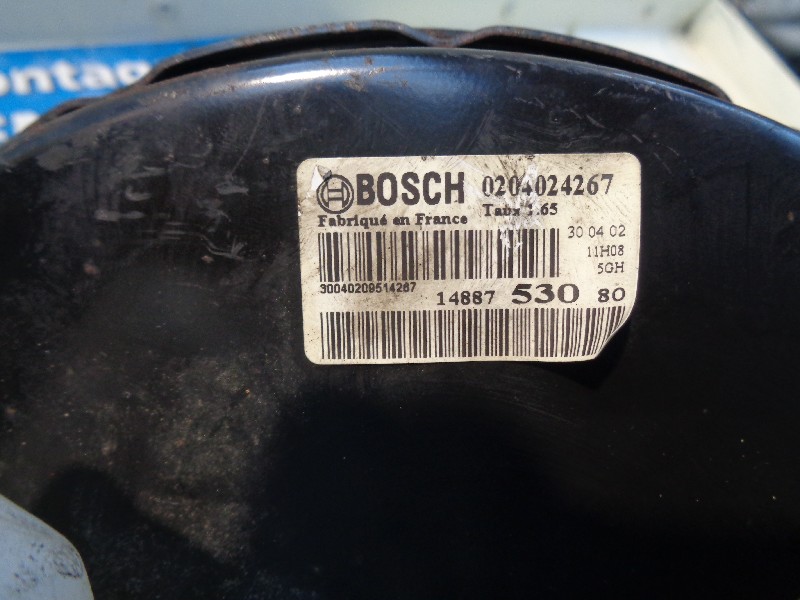 BOSCH 0204024267
Fabriqué en France
30 04 02
11H08
5GH
30040209514267
14887 530 80